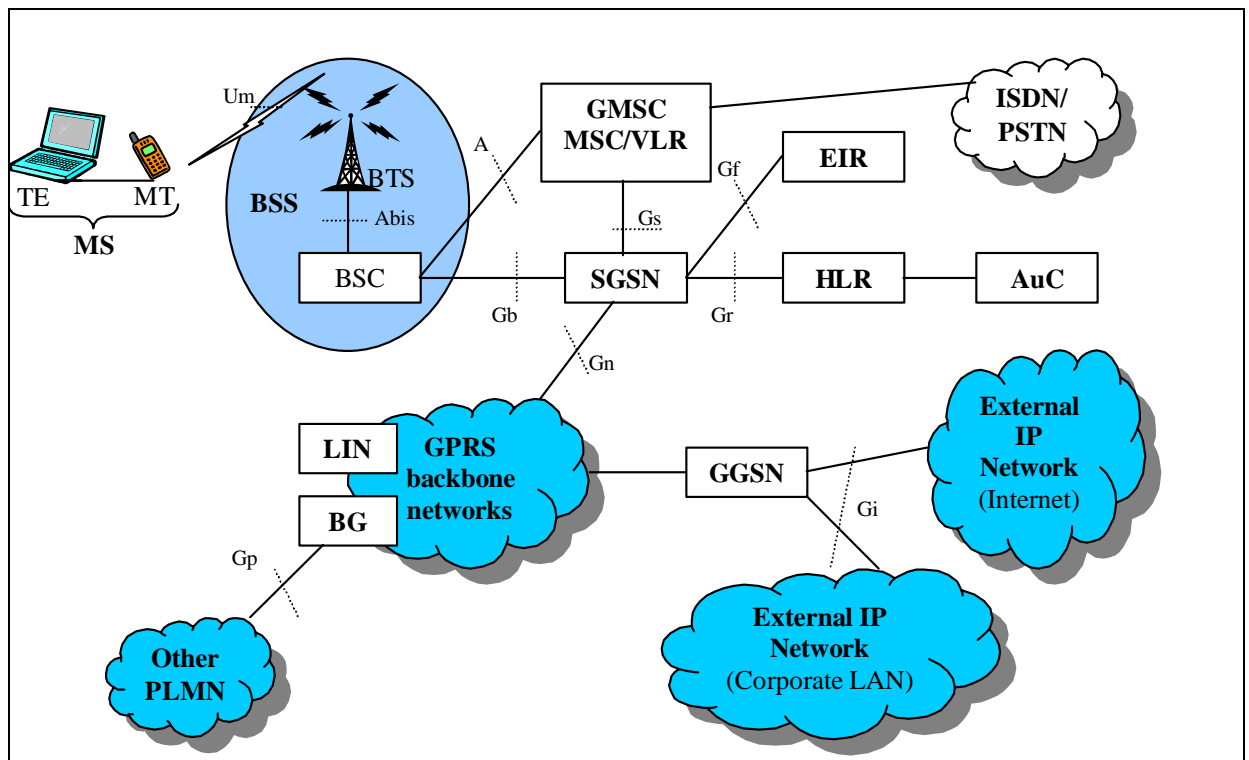 Um
GMSC
MSC/VLR
ISDN/
PSTN
A
EIR
Gf
TE
MT
BTS
BSS
MS
Abis
Gs
BSC
SGSN
HLR
AuC
Gb
Gr
Gn
External
IP
Network
(Internet)
LIN
GPRS
backbone
networks
GGSN
BG
Gi
Gp
External IP
Network
(Corporate LAN)
Other
PLMN